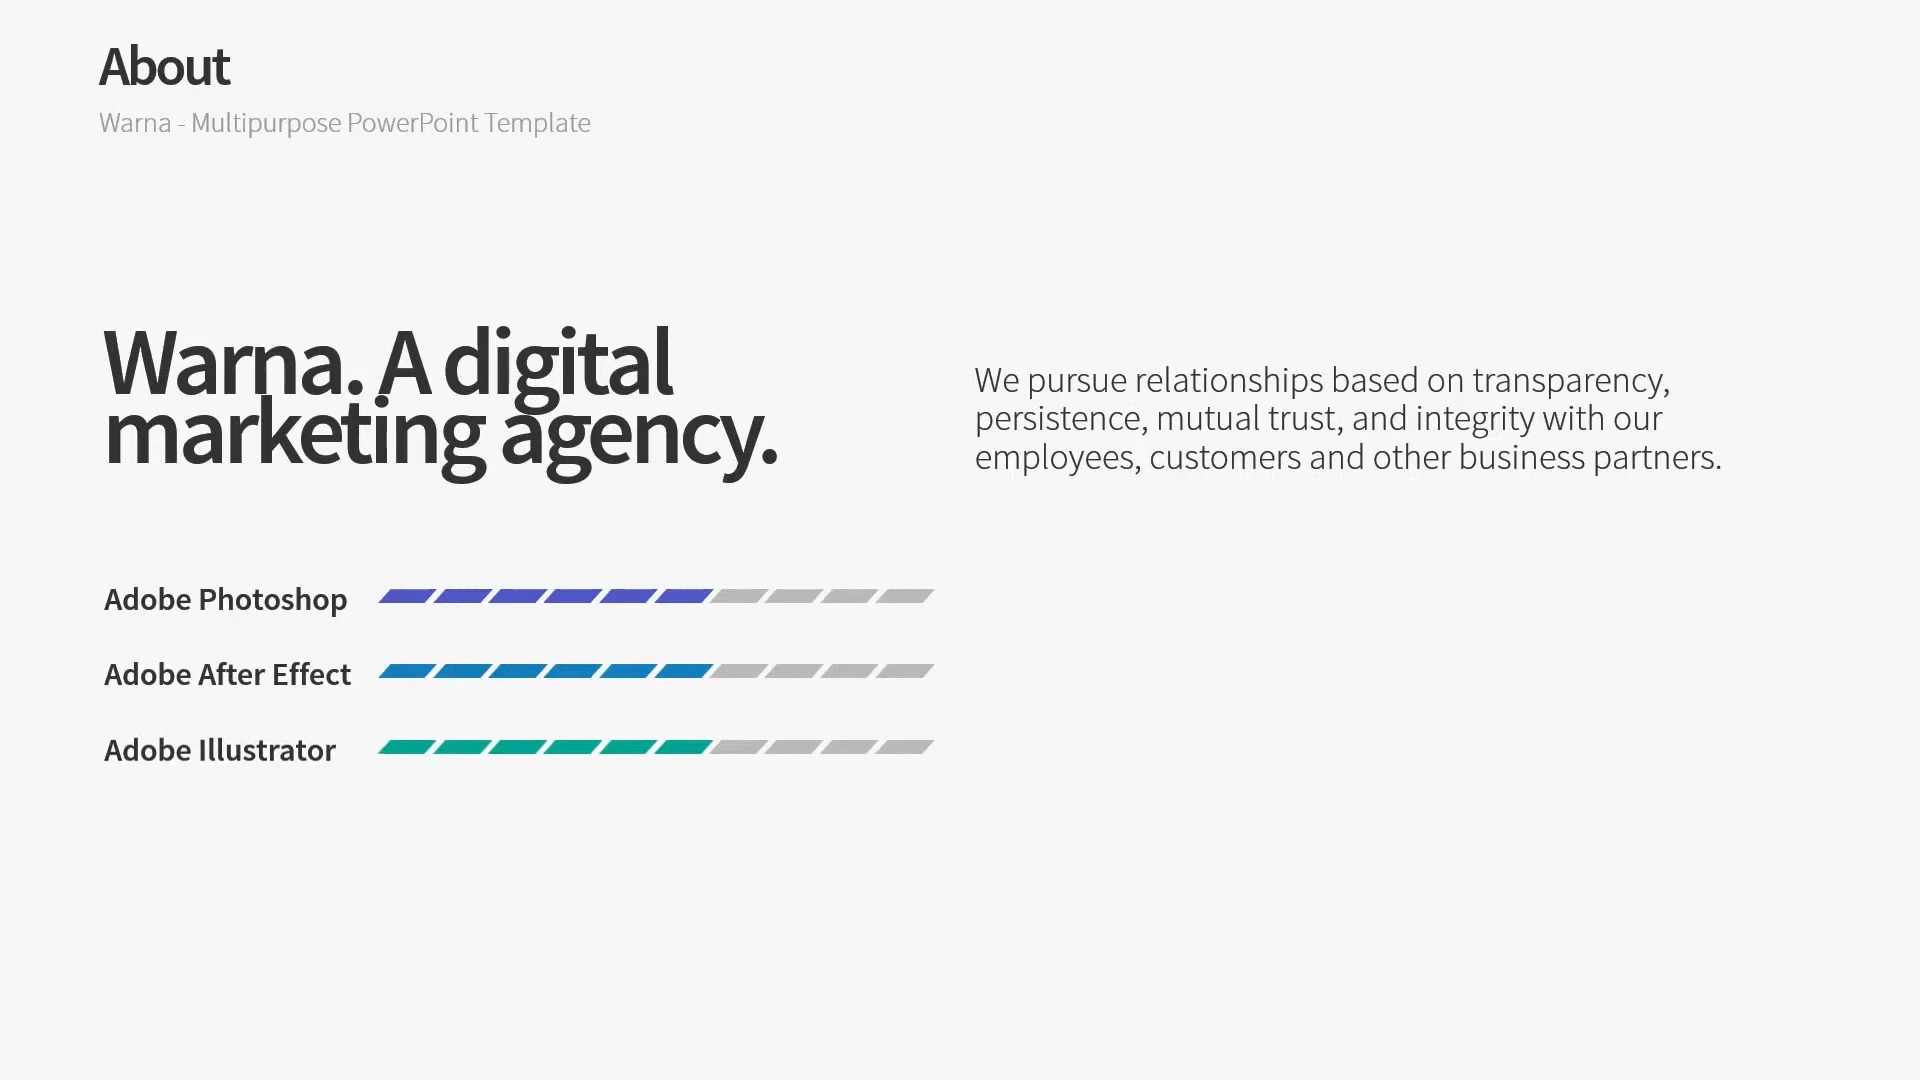 About
Warna - Multipurpose PowerPoint Template
Warna. A digital
marketing agency.
We pursue relationships based on transparency,
persistence, mutual trust, and integrity with our
employees, customers and other business partners.
Adobe Photoshop
Adobe After Effect
Adobe Illustrator